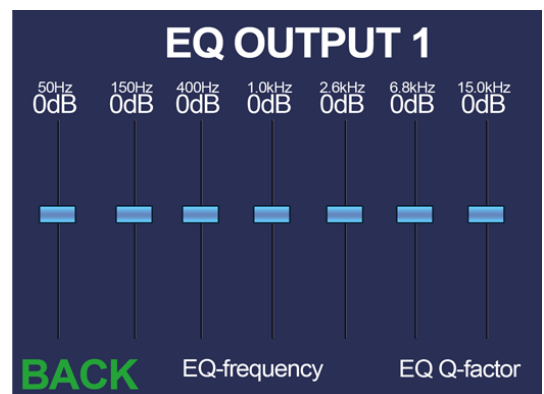 EQ OUTPUT 1
50Hz 150Hz 400Hz 1.0kHz 2.6kHz 6.8kHz 15.0kHz
0dB 0dB 0dB 0dB 0dB 0dB 0dB
BACK EQ-frequency EQ Q-factor